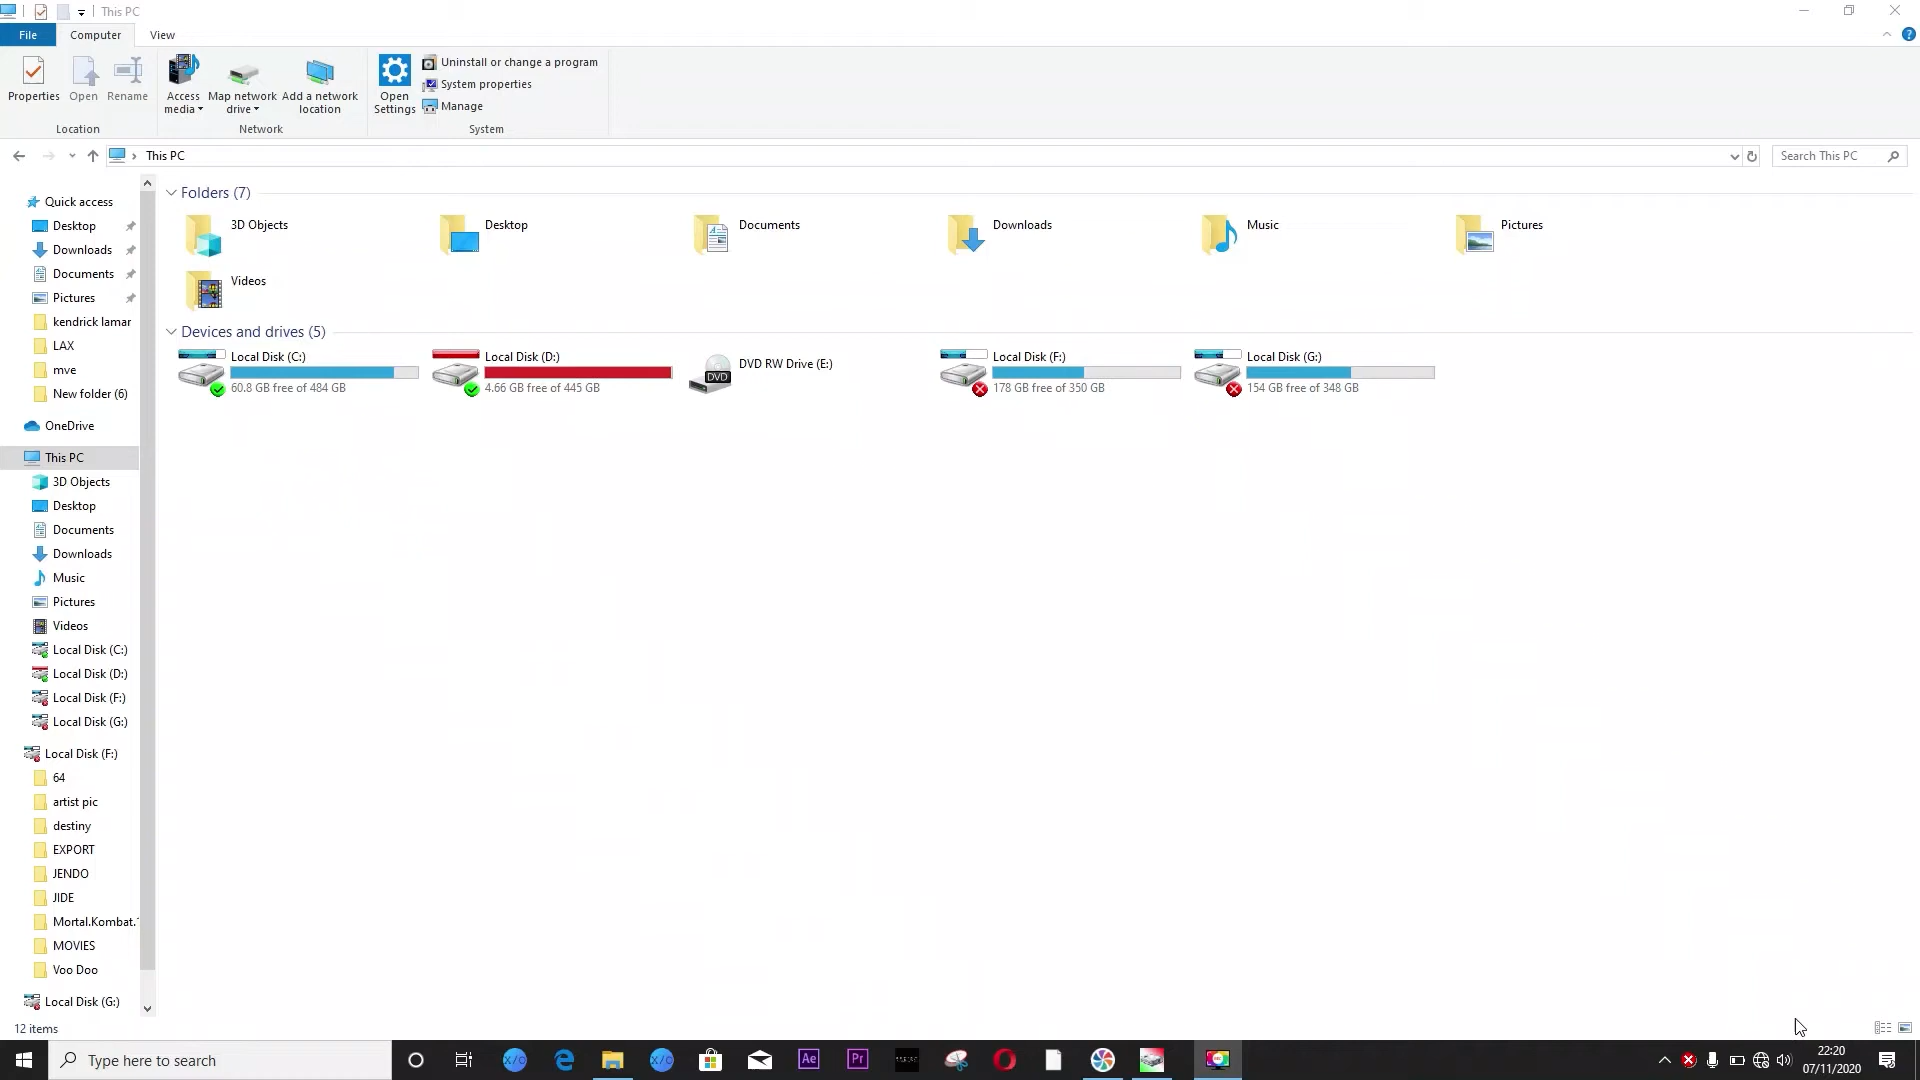 This PC
File
Computer
View
Properties
Open
Rename
Access media
Map network drive
Add a network location
Open Settings
Uninstall or change a program
System properties
Manage
Location
Network
System
This PC
Search This PC
Quick access
Desktop
Downloads
Documents
Pictures
kendrick lamar
LAX
mve
New folder (6)
OneDrive
This PC
3D Objects
Desktop
Documents
Downloads
Music
Pictures
Videos
Local Disk (C:)
Local Disk (D:)
Local Disk (F:)
Local Disk (G:)
Local Disk (F:)
64
artist pic
destiny
EXPORT
JENDO
JIDE
Mortal.Kombat.
MOVIES
Voo Doo
Local Disk (G:)
Folders (7)
3D Objects
Desktop
Documents
Downloads
Music
Pictures
Videos
Devices and drives (5)
Local Disk (C:)
60.8 GB free of 484 GB
Local Disk (D:)
4.66 GB free of 445 GB
DVD
DVD RW Drive (E:)
Local Disk (F:)
178 GB free of 350 GB
Local Disk (G:)
154 GB free of 348 GB
12 items
Type here to search
X/O
X/O
Ae
Pr
22:20
07/11/2020